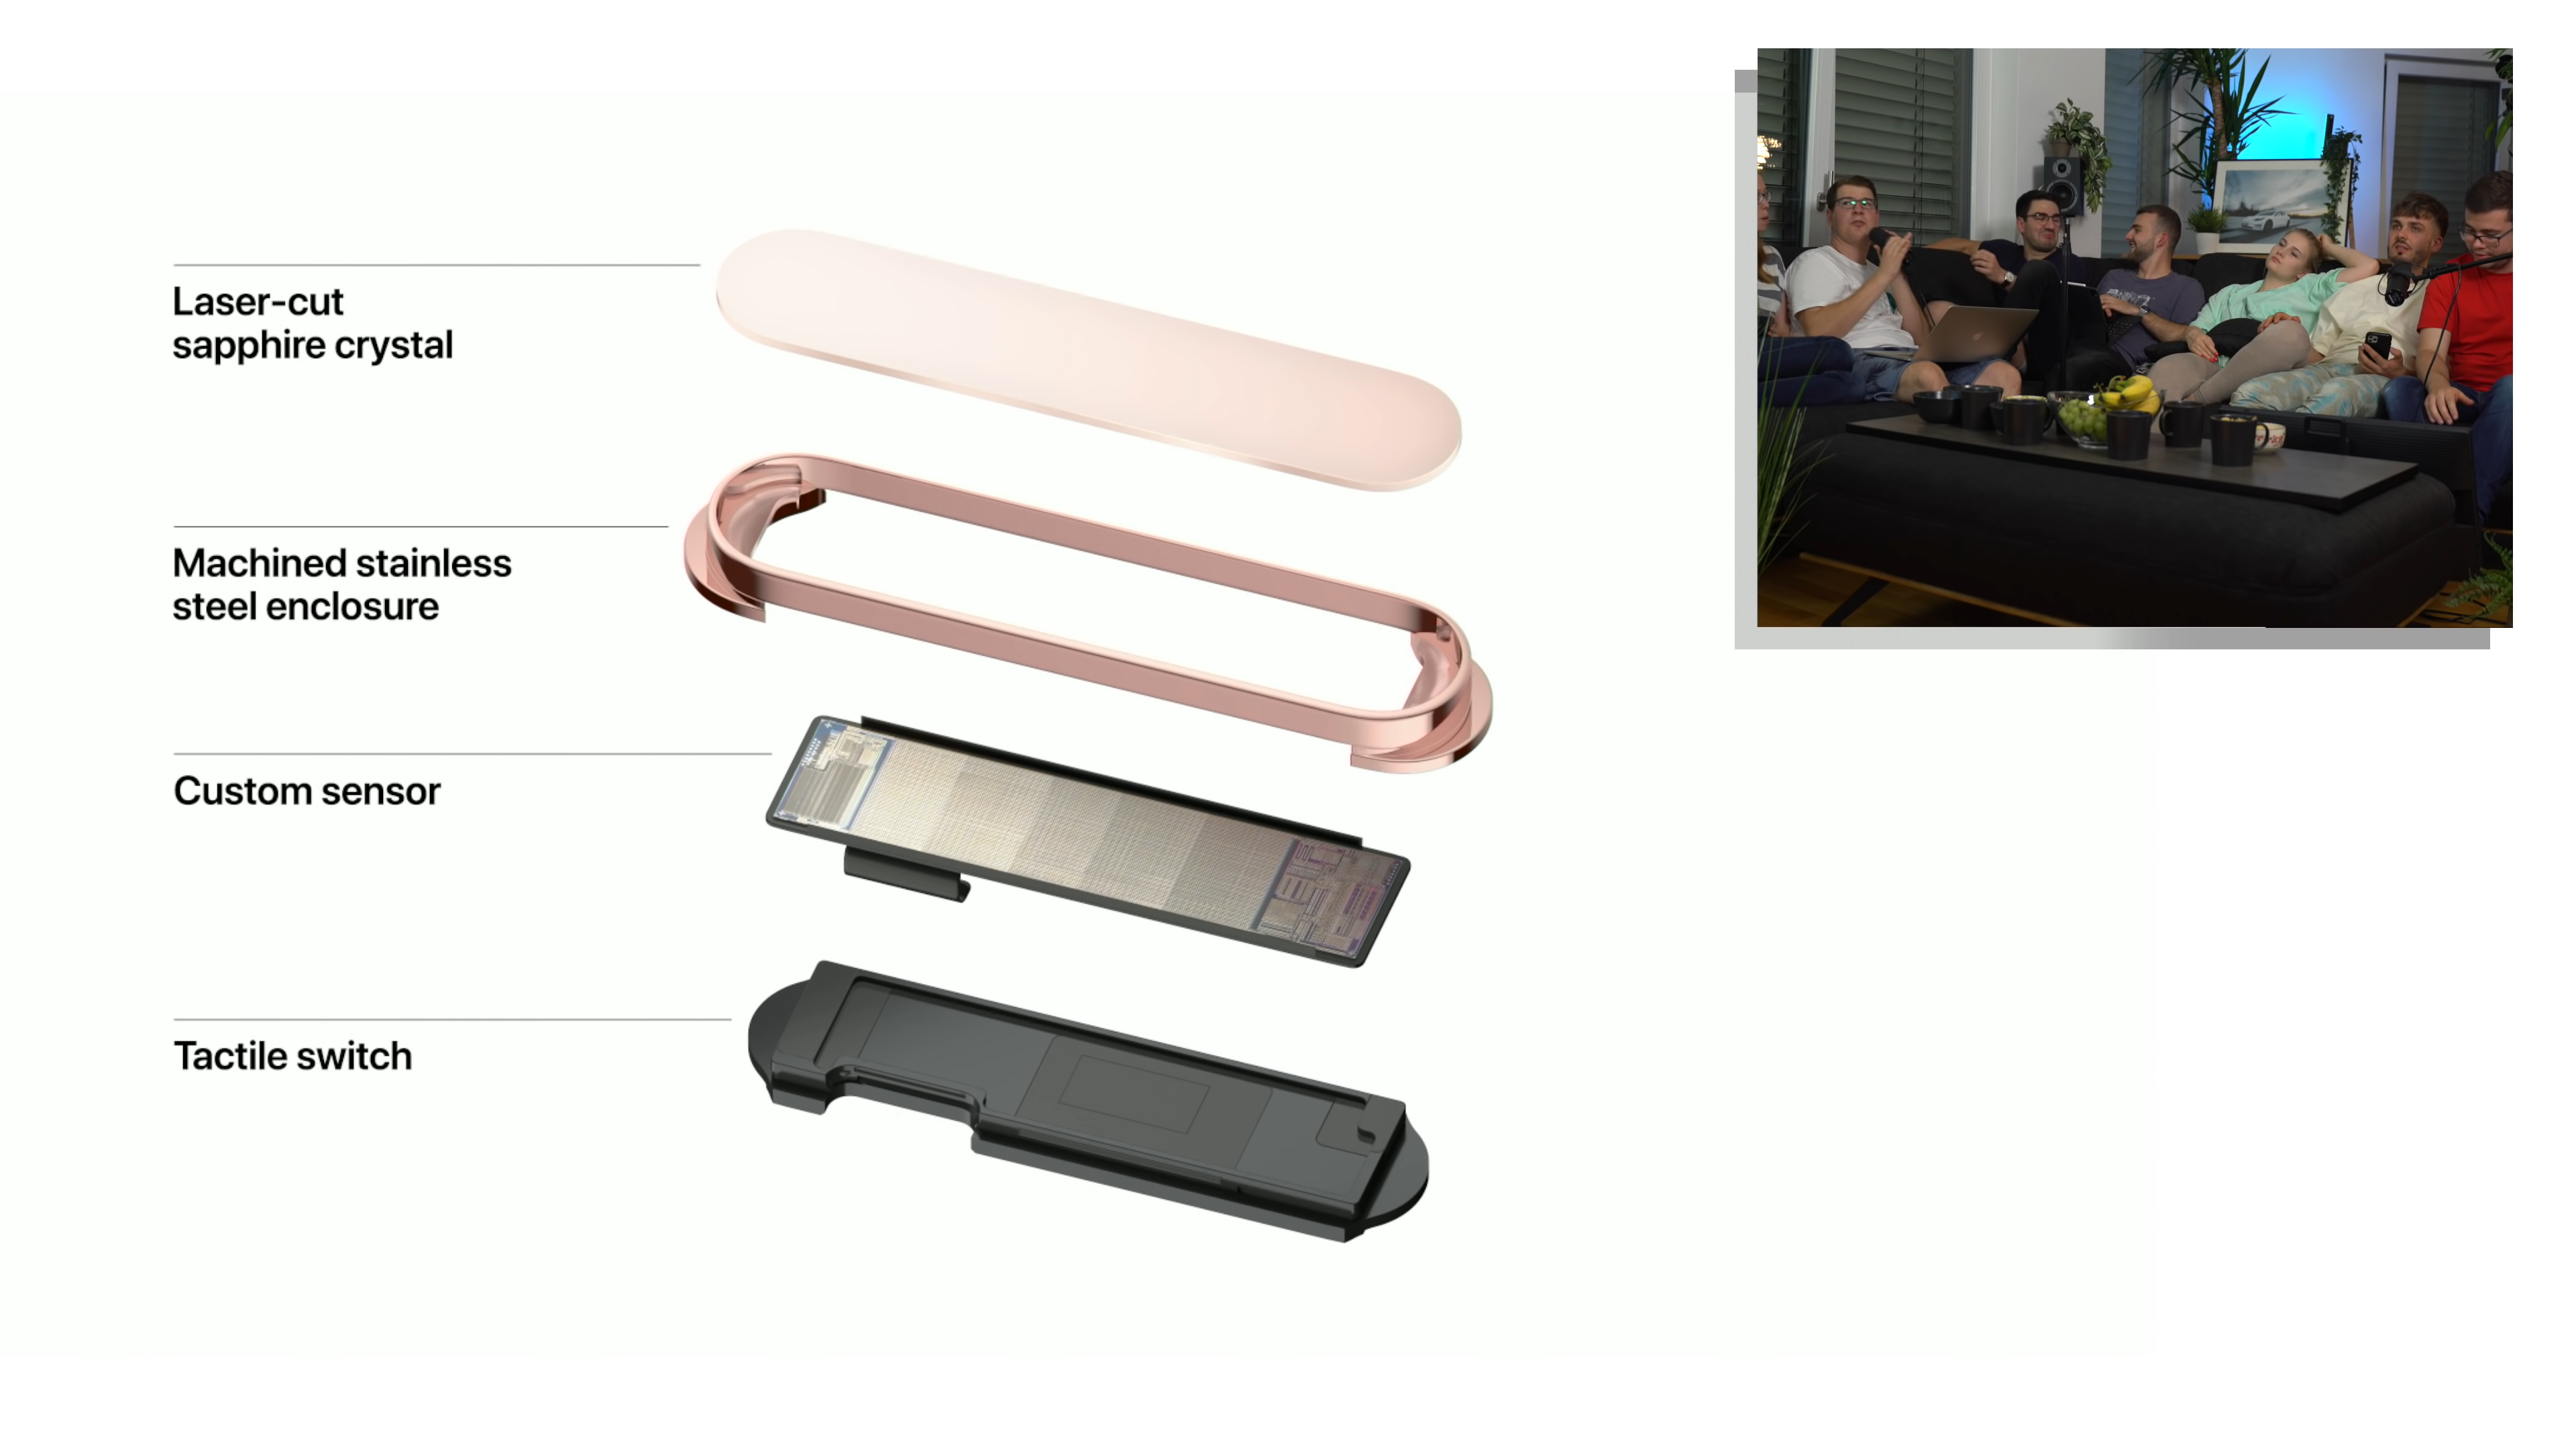 Laser-cut
sapphire crystal
Machined stainless
steel enclosure
Custom sensor
Tactile switch